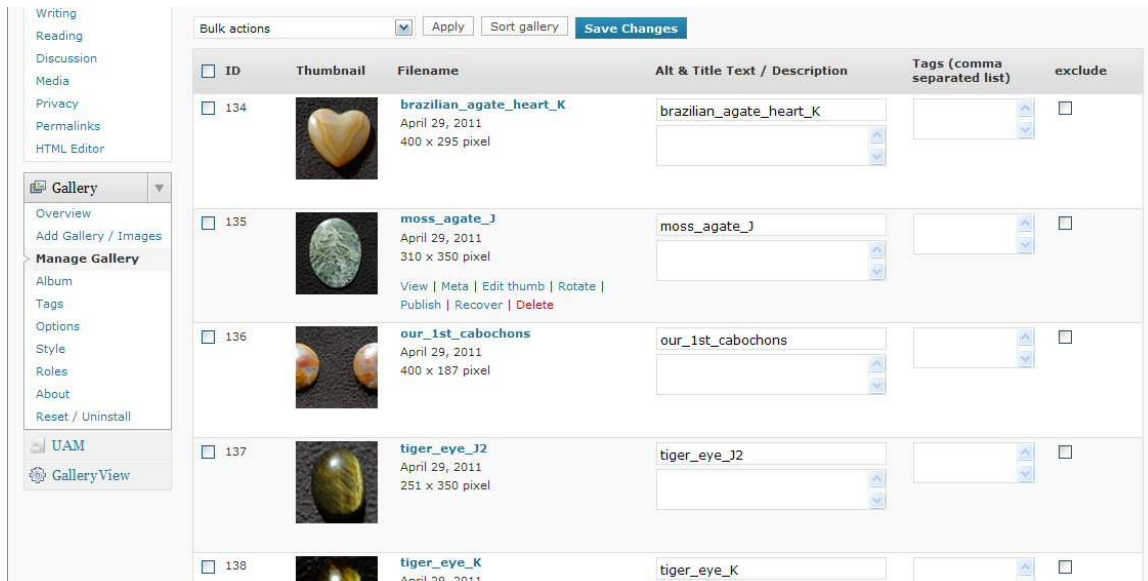 Writing
Reading
Discussion
Media
Privacy
Permalinks
HTML Editor
Gallery
Overview
Add Gallery / Images
Manage Gallery
Album
Tags
Options
Style
Roles
About
Reset / Uninstall
UAM
GalleryView
Bulk actions Apply Sort gallery Save Changes
ID Thumbnail Filename Alt & Title Text / Description Tags (comma separated list) exclude
134 brazilian_agate_heart_K brazilian_agate_heart_K
April 29, 2011
400 x 295 pixel
135 moss_agate_J moss_agate_J
April 29, 2011
310 x 350 pixel
View | Meta | Edit thumb | Rotate |
Publish | Recover | Delete
136 our_1st_cabochons our_1st_cabochons
April 29, 2011
400 x 187 pixel
137 tiger_eye_J2 tiger_eye_J2
April 29, 2011
251 x 350 pixel
138 tiger_eye_K tiger_eye_K
April 29, 2011